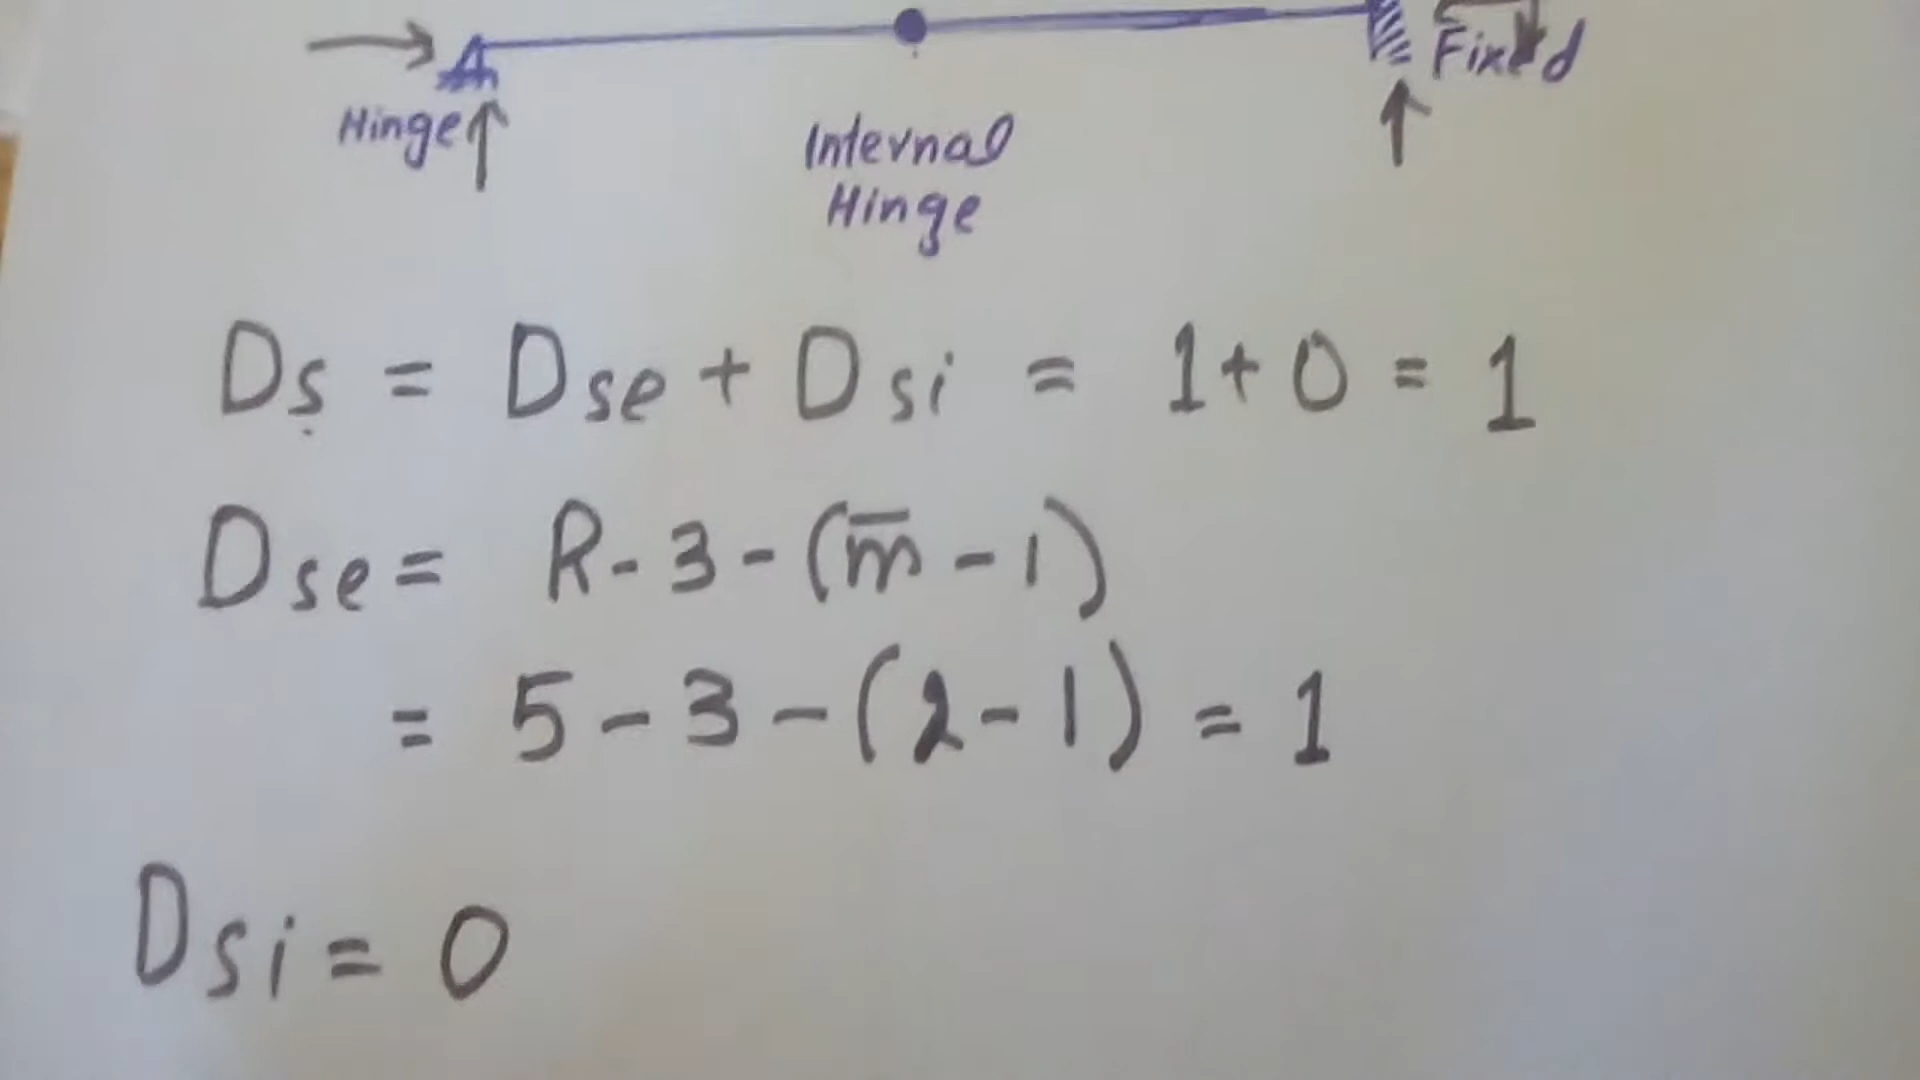 Fixed
Hinge
Internal
Hinge
Ds = Dse + Dsi = 1 + 0 = 1
Dse = R - 3 - (m̅ - 1)
= 5 - 3 - (2 - 1) = 1
Dsi = 0